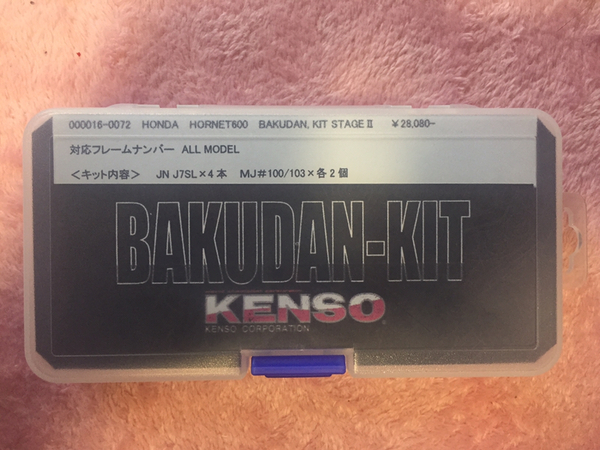 000016-0072 HONDA HORNET600 BAKUDAN, KIT STAGEⅡ ￥28,080-
対応フレームナンバー ALL MODEL
＜キット内容＞ JN J7SL×4本 MJ#100/103×各2個
BAKUDAN-KIT
KENSO
KENSO CORPORATION